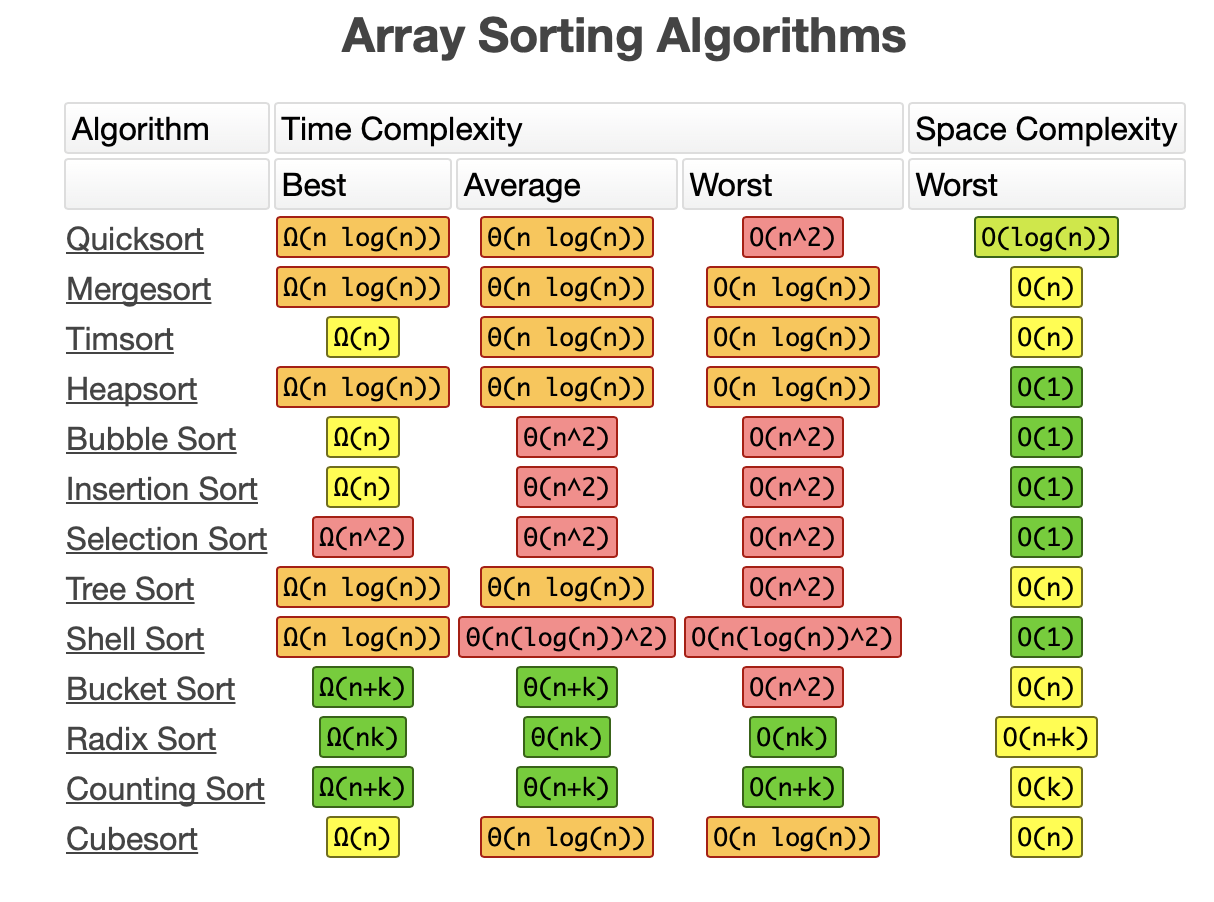 Array Sorting Algorithms
Algorithm Time Complexity Space Complexity
Best Average Worst Worst
Quicksort Ω(n log(n)) Θ(n log(n)) O(n^2) O(log(n))
Mergesort Ω(n log(n)) Θ(n log(n)) O(n log(n)) O(n)
Timsort Ω(n) Θ(n log(n)) O(n log(n)) O(n)
Heapsort Ω(n log(n)) Θ(n log(n)) O(n log(n)) O(1)
Bubble Sort Ω(n) Θ(n^2) O(n^2) O(1)
Insertion Sort Ω(n) Θ(n^2) O(n^2) O(1)
Selection Sort Ω(n^2) Θ(n^2) O(n^2) O(1)
Tree Sort Ω(n log(n)) Θ(n log(n)) O(n^2) O(n)
Shell Sort Ω(n log(n)) Θ(n(log(n))^2) O(n(log(n))^2) O(1)
Bucket Sort Ω(n+k) Θ(n+k) O(n^2) O(n)
Radix Sort Ω(nk) Θ(nk) O(nk) O(n+k)
Counting Sort Ω(n+k) Θ(n+k) O(n+k) O(k)
Cubesort Ω(n) Θ(n log(n)) O(n log(n)) O(n)